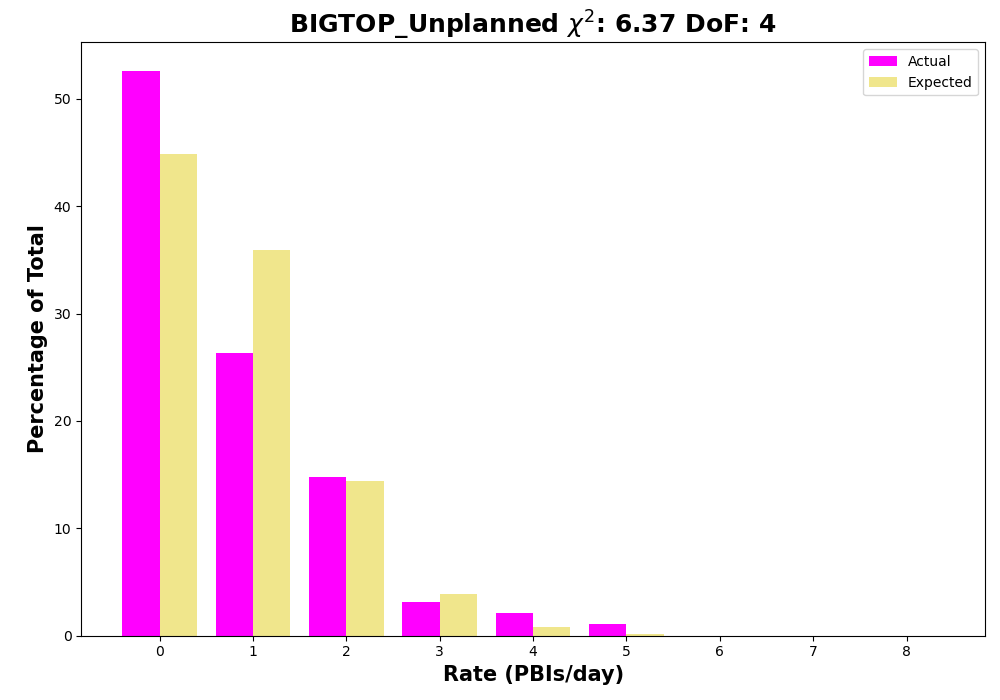 BIGTOP_Unplanned χ²: 6.37 DoF: 4
Actual
Expected
Percentage of Total
50
40
30
20
10
0
0 1 2 3 4 5 6 7 8
Rate (PBIs/day)